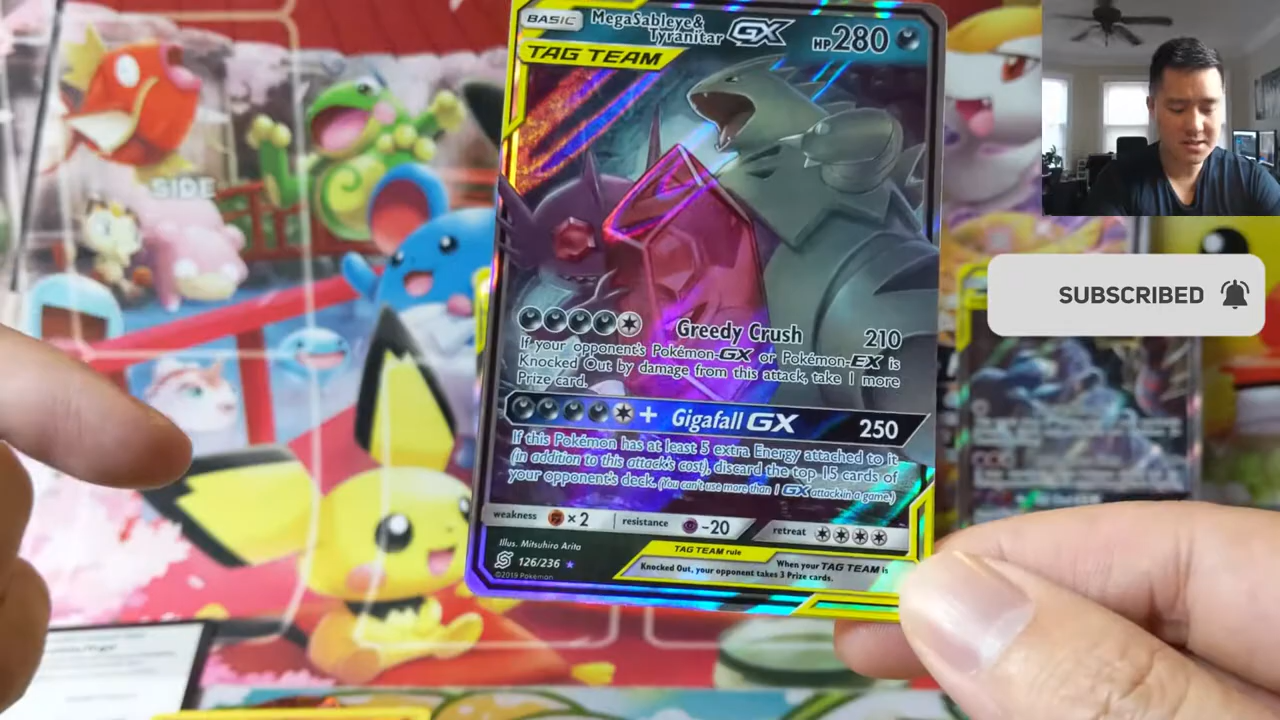 BASIC MegaSableye& Tyranitar GX HP280
TAG TEAM
SIDE
SUBSCRIBED
Greedy Crush 210
If your opponent's Pokémon-GX or Pokémon-EX is
Knocked Out by damage from this attack, take 1 more
Prize card.
+ Gigafall GX 250
If this Pokémon has at least 5 extra Energy attached to it
(in addition to this attack's cost), discard the top 15 cards of
your opponent's deck. (You can't use more than 1 GX attack in a game.)
weakness ×2 resistance -20 retreat
Illus. Mitsuhiro Arita
126/236
©2019 Pokémon
TAG TEAM rule
When your TAG TEAM is
Knocked Out, your opponent takes 3 Prize cards.